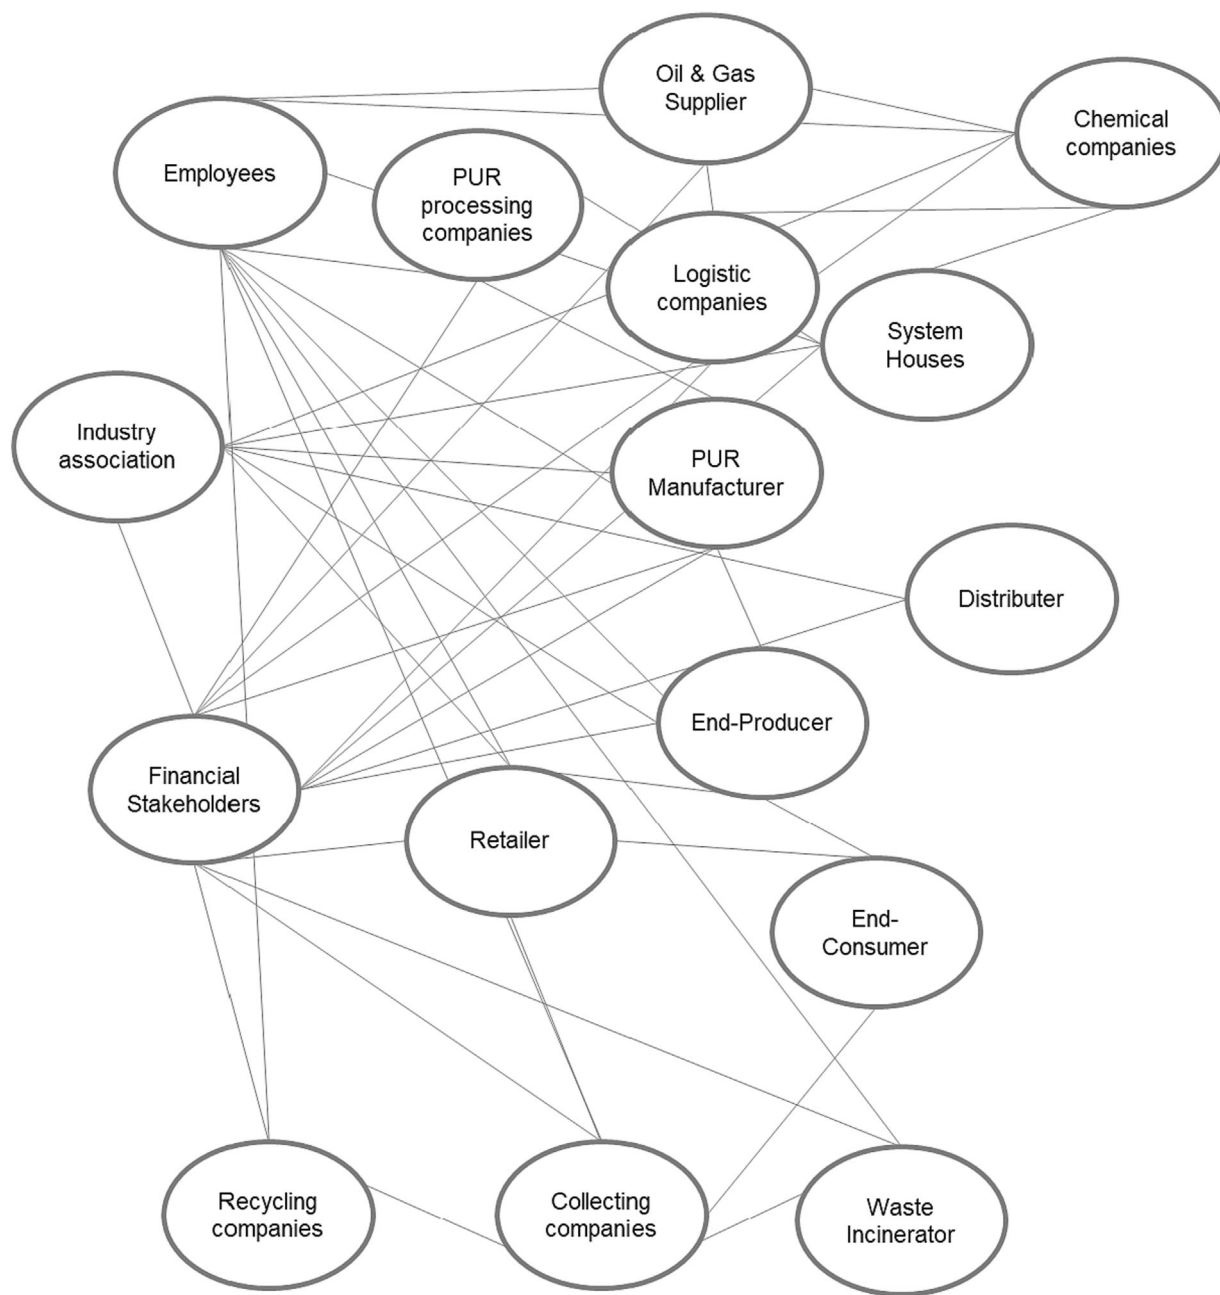 Oil & Gas
Supplier
Chemical
companies
Employees
PUR
processing
companies
Logistic
companies
System
Houses
Industry
association
PUR
Manufacturer
Distributer
End-Producer
Financial
Stakeholders
Retailer
End-
Consumer
Recycling
companies
Collecting
companies
Waste
Incinerator